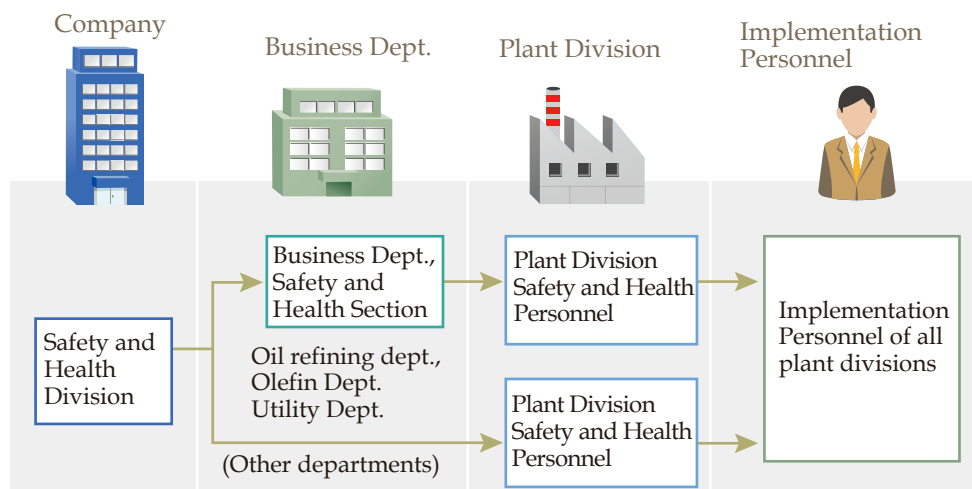 Company
Business Dept.
Plant Division
Implementation
Personnel
Safety and
Health
Division
Business Dept.,
Safety and
Health Section
Oil refining dept.,
Olefin Dept.
Utility Dept.
(Other departments)
Plant Division
Safety and Health
Personnel
Plant Division
Safety and Health
Personnel
Implementation
Personnel of all
plant divisions